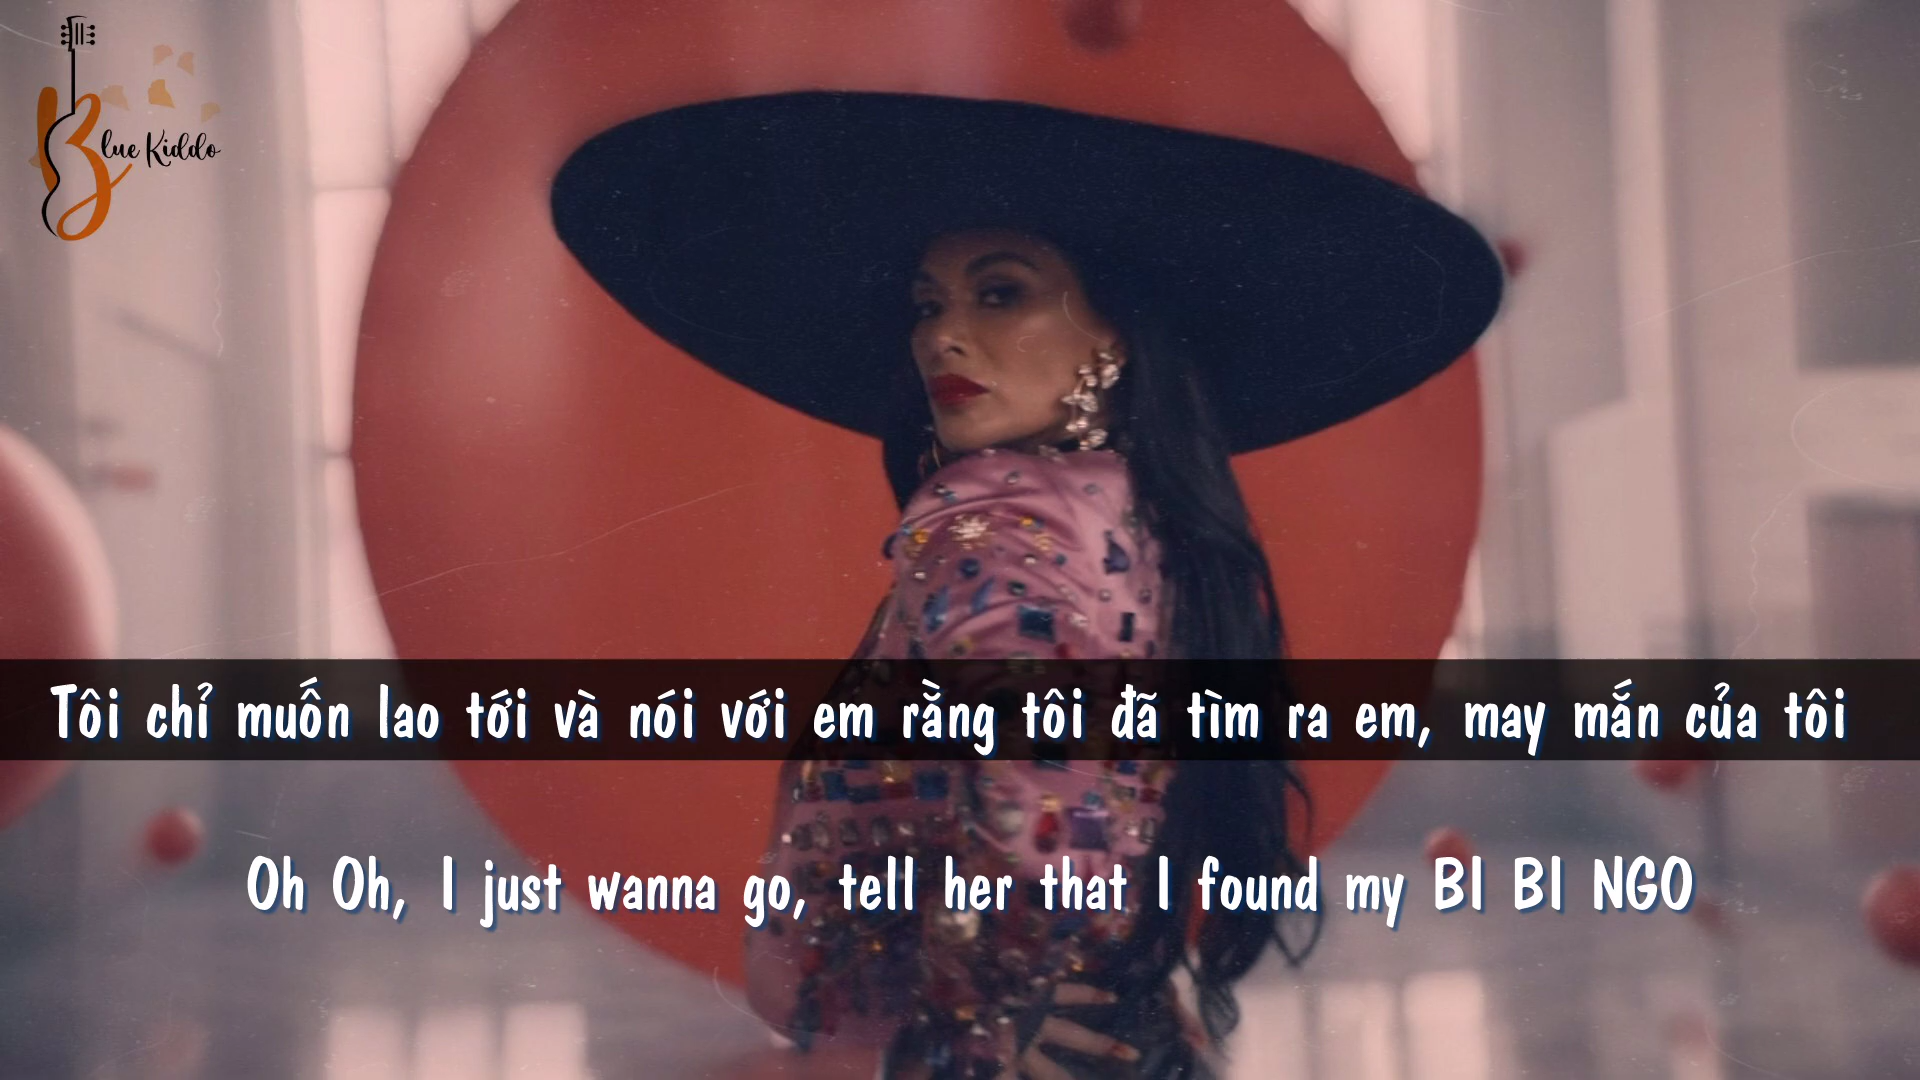 Blue Kiddo
Tôi chỉ muốn lao tới và nói với em rằng tôi đã tìm ra em, may mắn của tôi
Oh Oh, I just wanna go, tell her that I found my BI BI NGO